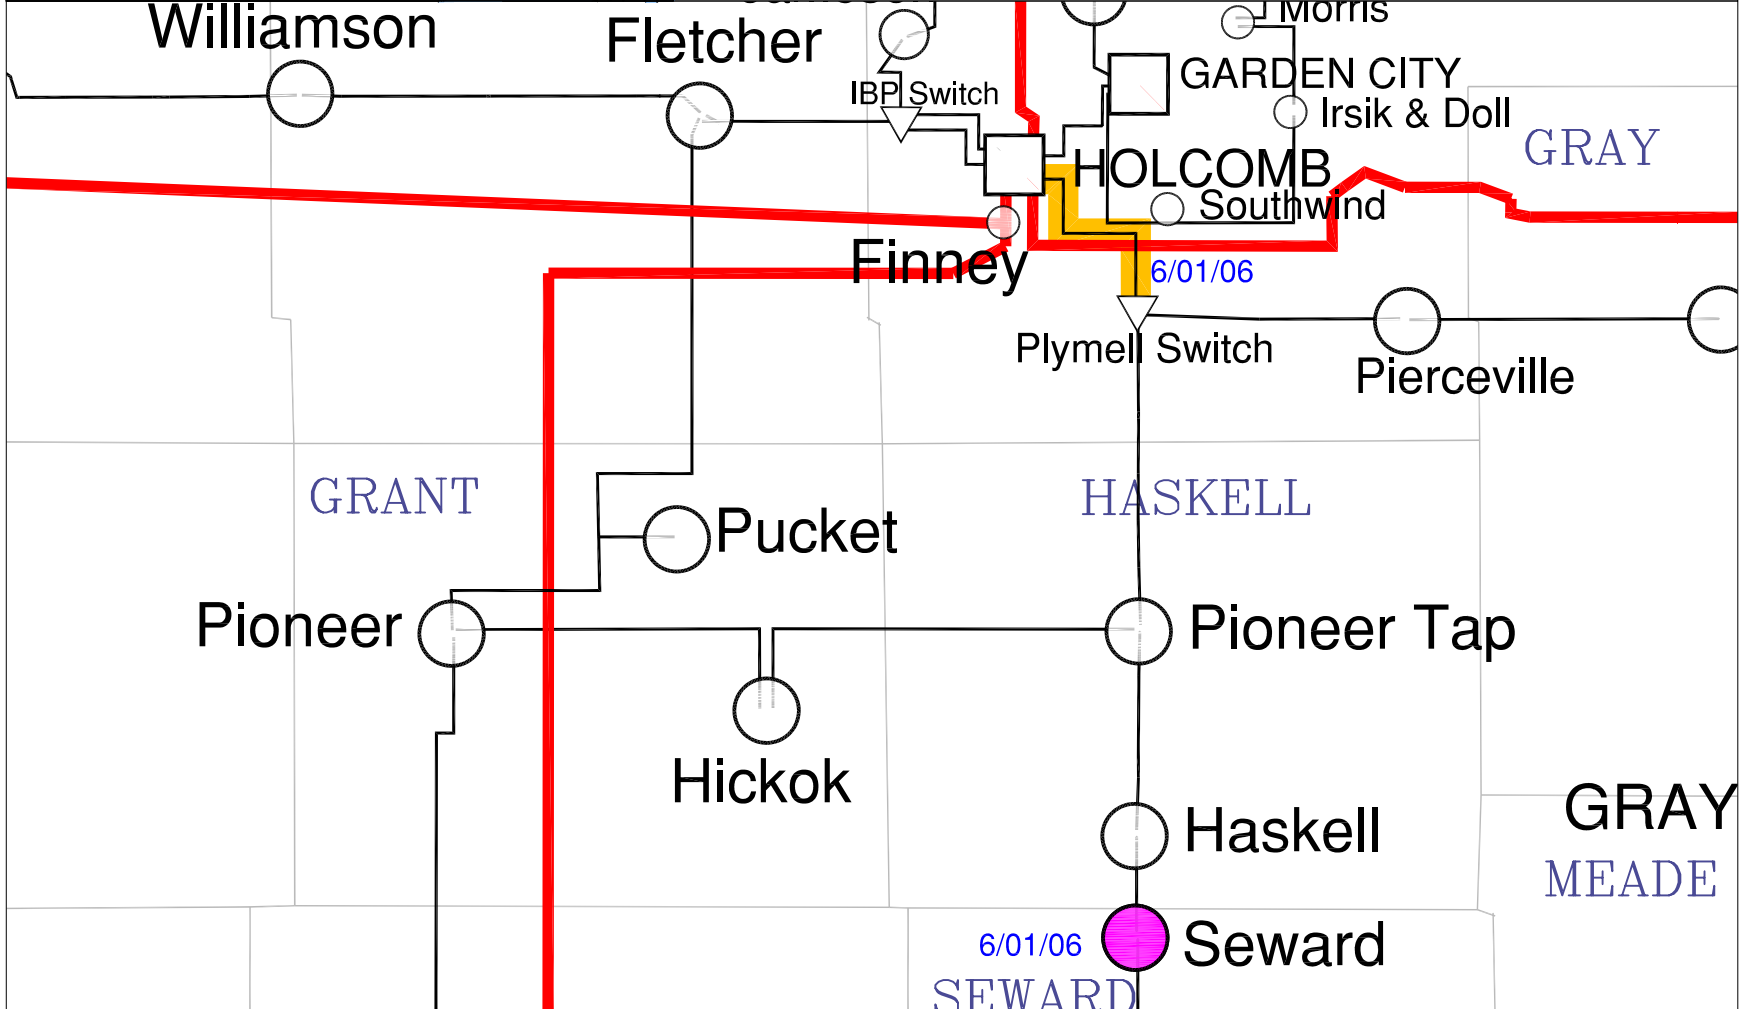 Williamson
Fletcher
Morris
IBP Switch
GARDEN CITY
Irsik & Doll
GRAY
HOLCOMB
Southwind
Finney
6/01/06
Plymell Switch
Pierceville
GRANT
HASKELL
Pucket
Pioneer
Pioneer Tap
Hickok
Haskell
GRAY
MEADE
6/01/06
Seward
SEWARD